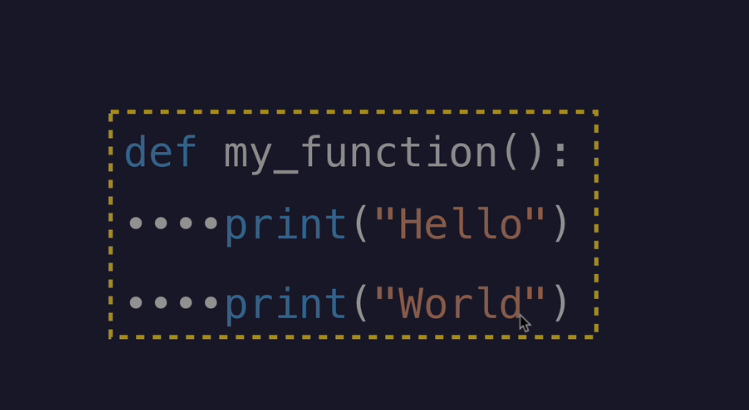 def my_function():
••••print("Hello")
••••print("World")